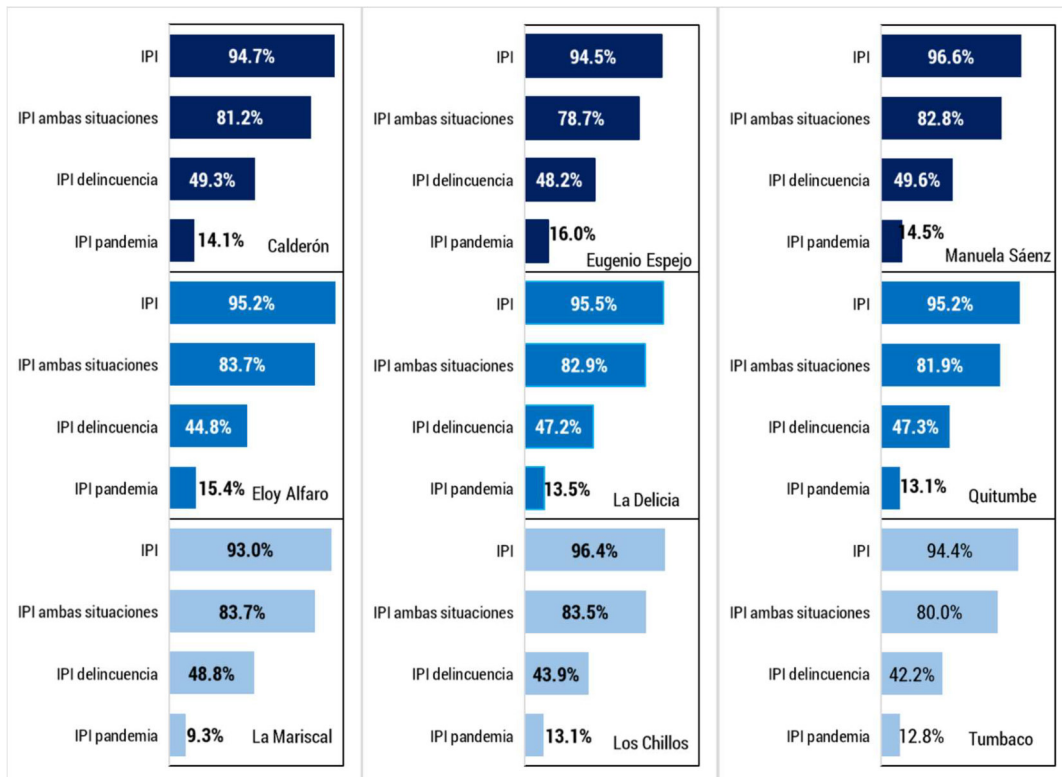 IPI 94.7%
IPI ambas situaciones 81.2%
IPI delincuencia 49.3%
IPI pandemia 14.1% Calderón
IPI 95.2%
IPI ambas situaciones 83.7%
IPI delincuencia 44.8%
IPI pandemia 15.4% Eloy Alfaro
IPI 93.0%
IPI ambas situaciones 83.7%
IPI delincuencia 48.8%
IPI pandemia 9.3% La Mariscal
IPI 94.5%
IPI ambas situaciones 78.7%
IPI delincuencia 48.2%
IPI pandemia 16.0% Eugenio Espejo
IPI 95.5%
IPI ambas situaciones 82.9%
IPI delincuencia 47.2%
IPI pandemia 13.5% La Delicia
IPI 96.4%
IPI ambas situaciones 83.5%
IPI delincuencia 43.9%
IPI pandemia 13.1% Los Chillos
IPI 96.6%
IPI ambas situaciones 82.8%
IPI delincuencia 49.6%
IPI pandemia 14.5% Manuela Sáenz
IPI 95.2%
IPI ambas situaciones 81.9%
IPI delincuencia 47.3%
IPI pandemia 13.1% Quitumbe
IPI 94.4%
IPI ambas situaciones 80.0%
IPI delincuencia 42.2%
IPI pandemia 12.8% Tumbaco